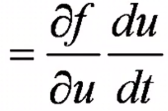 = ∂f/∂u du/dt